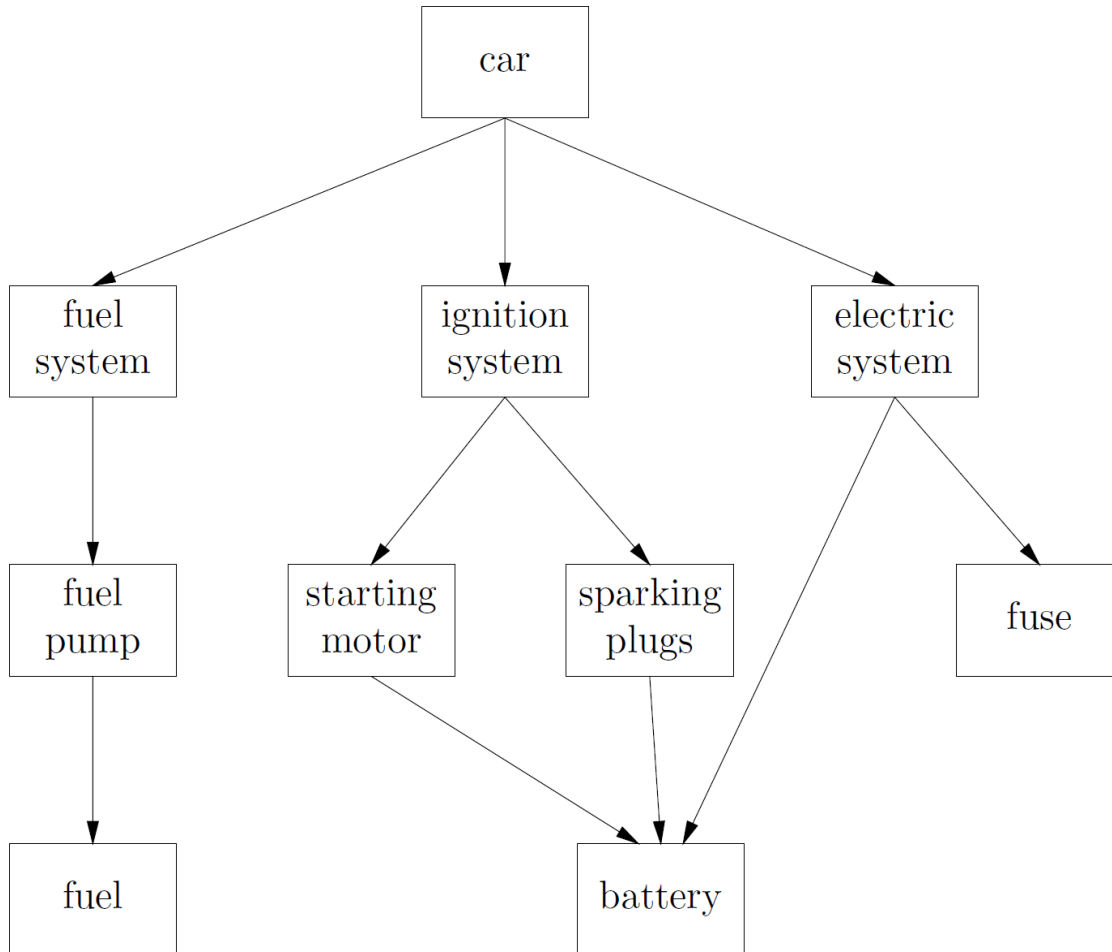 car
fuel
system
ignition
system
electric
system
fuel
pump
starting
motor
sparking
plugs
fuse
fuel
battery